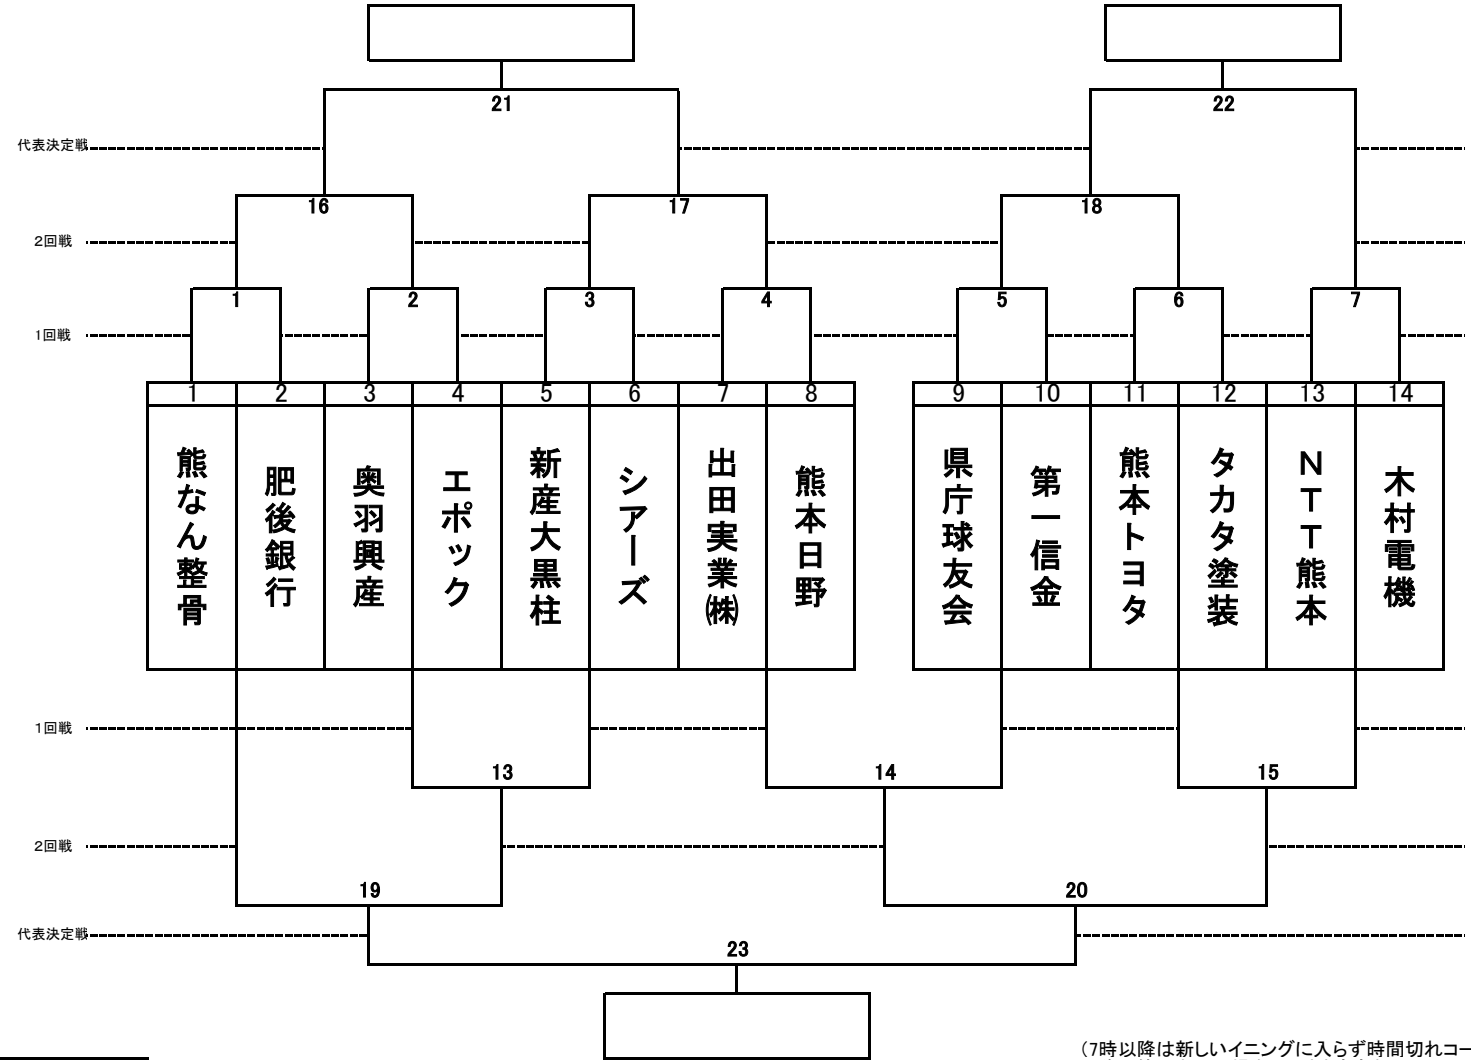 21
22
代表決定戦
16
17
18
2回戦
1
2
3
4
5
6
7
1回戦
1
2
3
4
5
6
7
8
9
10
11
12
13
14
熊なん整骨
肥後銀行
奥羽興産
エポック
新産大黒柱
シアーズ
出田実業㈱
熊本日野
県庁球友会
第一信金
熊本トヨタ
タカタ塗装
NTT熊本
木村電機
1回戦
13
14
15
2回戦
19
20
代表決定戦
23
(7時以降は新しいイニングに入らず時間切れコー